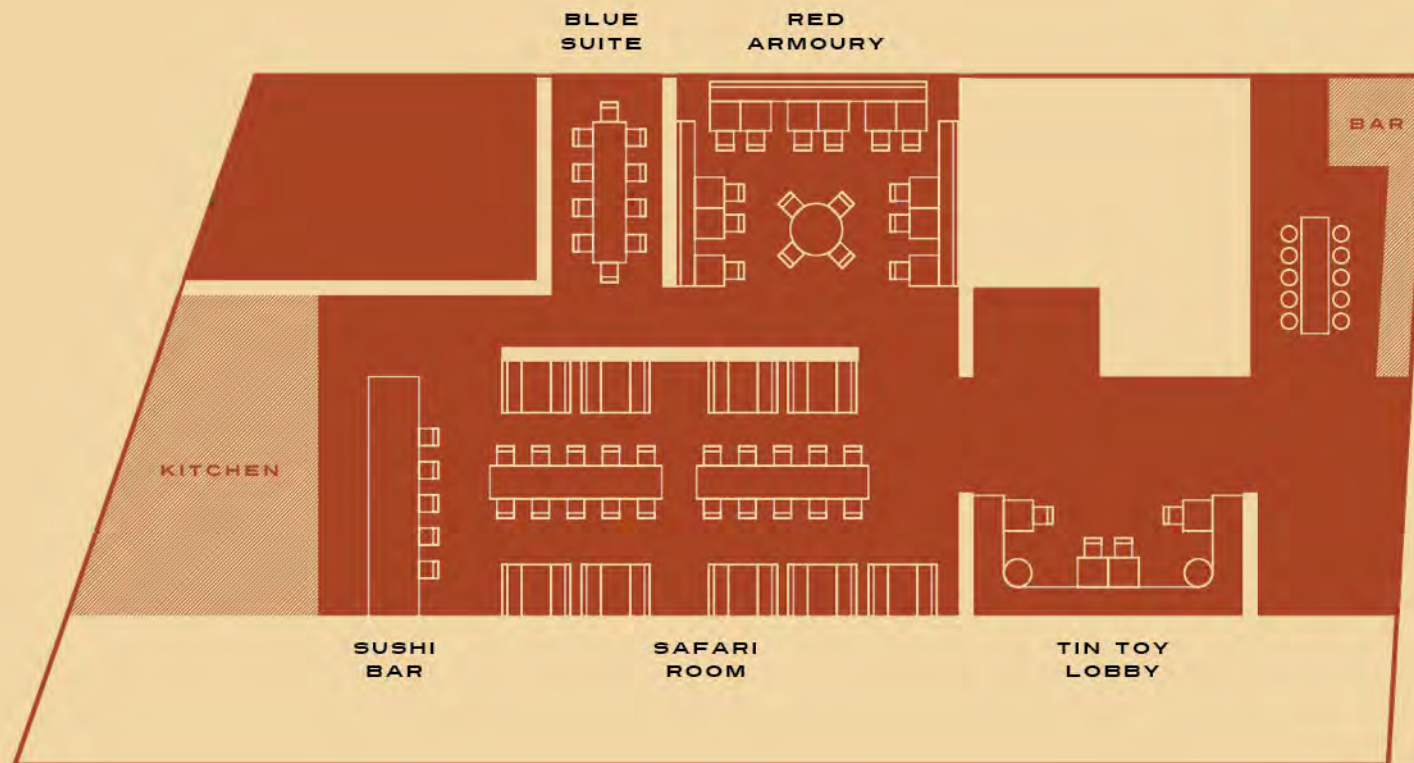 BLUE
SUITE
RED
ARMOURY
BAR
KITCHEN
SUSHI
BAR
SAFARI
ROOM
TIN TOY
LOBBY